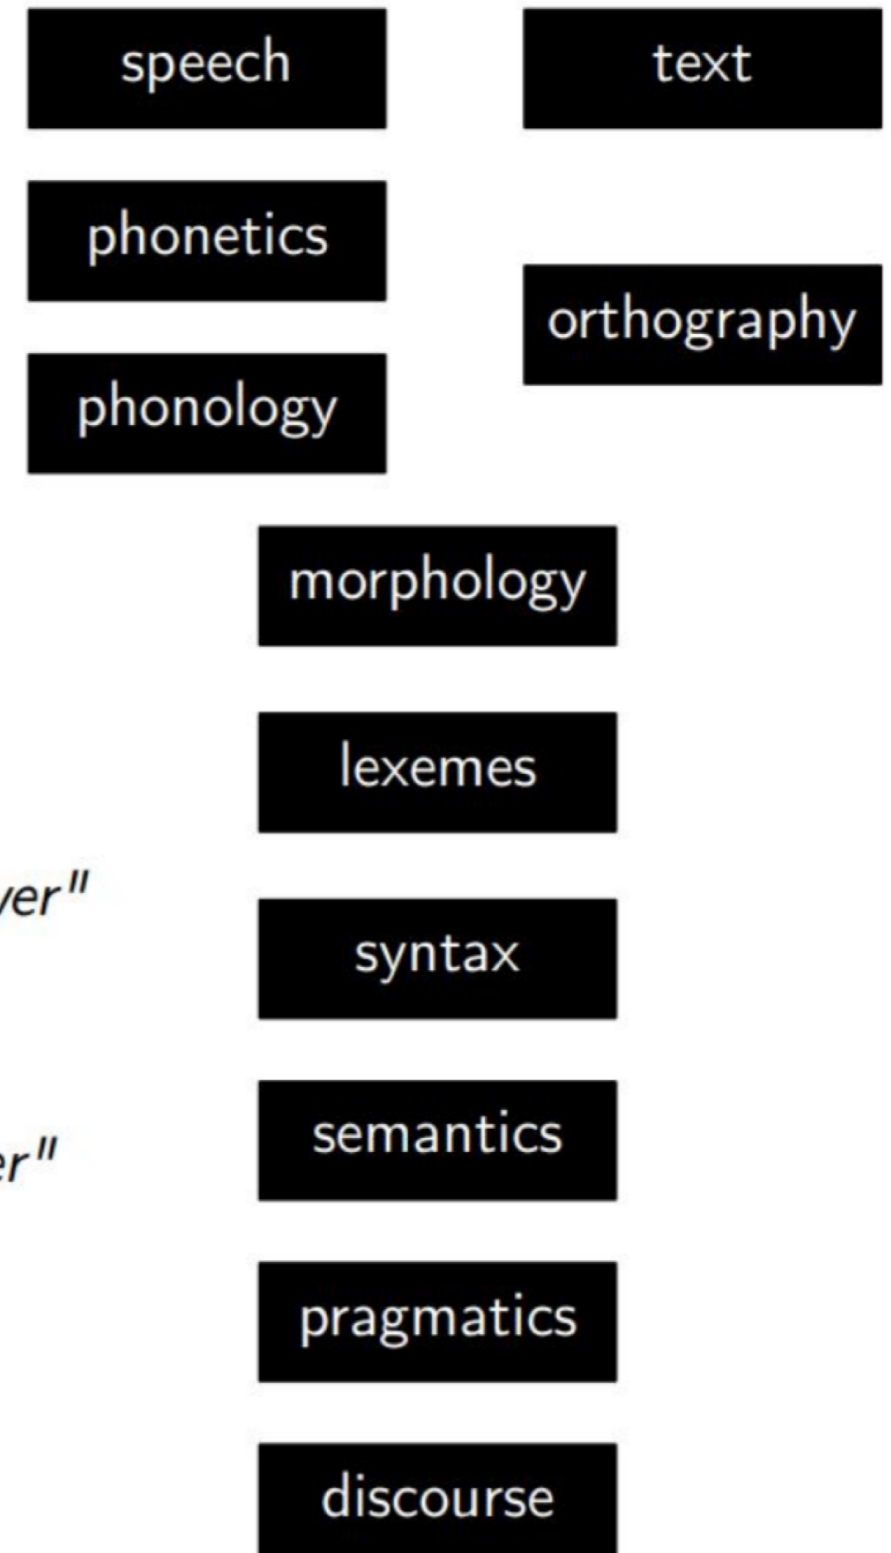 speech
text
phonetics
orthography
phonology
morphology
lexemes
syntax
semantics
pragmatics
discourse